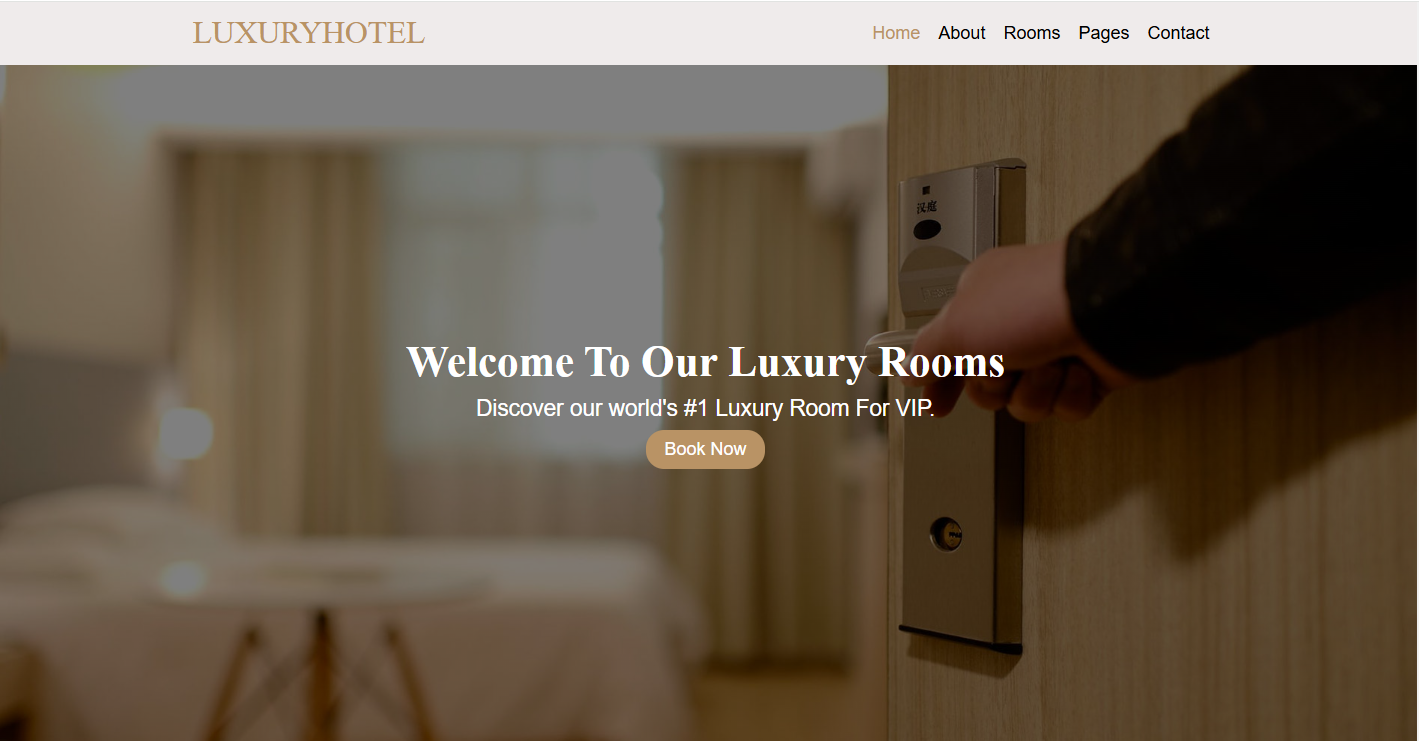 LUXURYHOTEL
Home About Rooms Pages Contact
汉庭
Welcome To Our Luxury Rooms
Discover our world's #1 Luxury Room For VIP.
Book Now